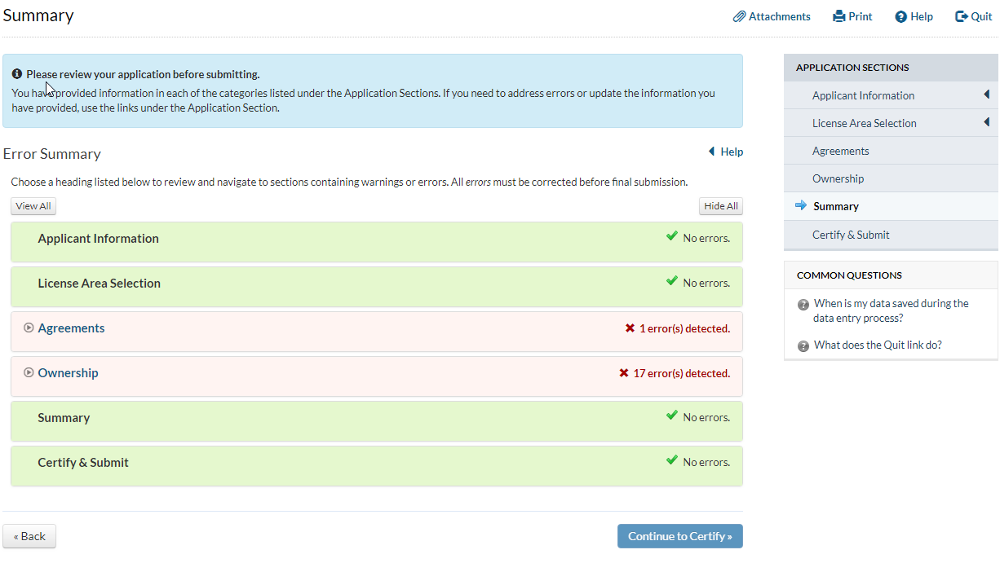 Summary
Attachments
Print
Help
Quit
Please review your application before submitting.
You have provided information in each of the categories listed under the Application Sections. If you need to address errors or update the information you
have provided, use the links under the Application Section.
Error Summary
Help
Choose a heading listed below to review and navigate to sections containing warnings or errors. All errors must be corrected before final submission.
View All
Hide All
Applicant Information
No errors.
License Area Selection
No errors.
Agreements
1 error(s) detected.
Ownership
17 error(s) detected.
Summary
No errors.
Certify & Submit
No errors.
« Back
Continue to Certify »
APPLICATION SECTIONS
Applicant Information
License Area Selection
Agreements
Ownership
Summary
Certify & Submit
COMMON QUESTIONS
When is my data saved during the
data entry process?
What does the Quit link do?